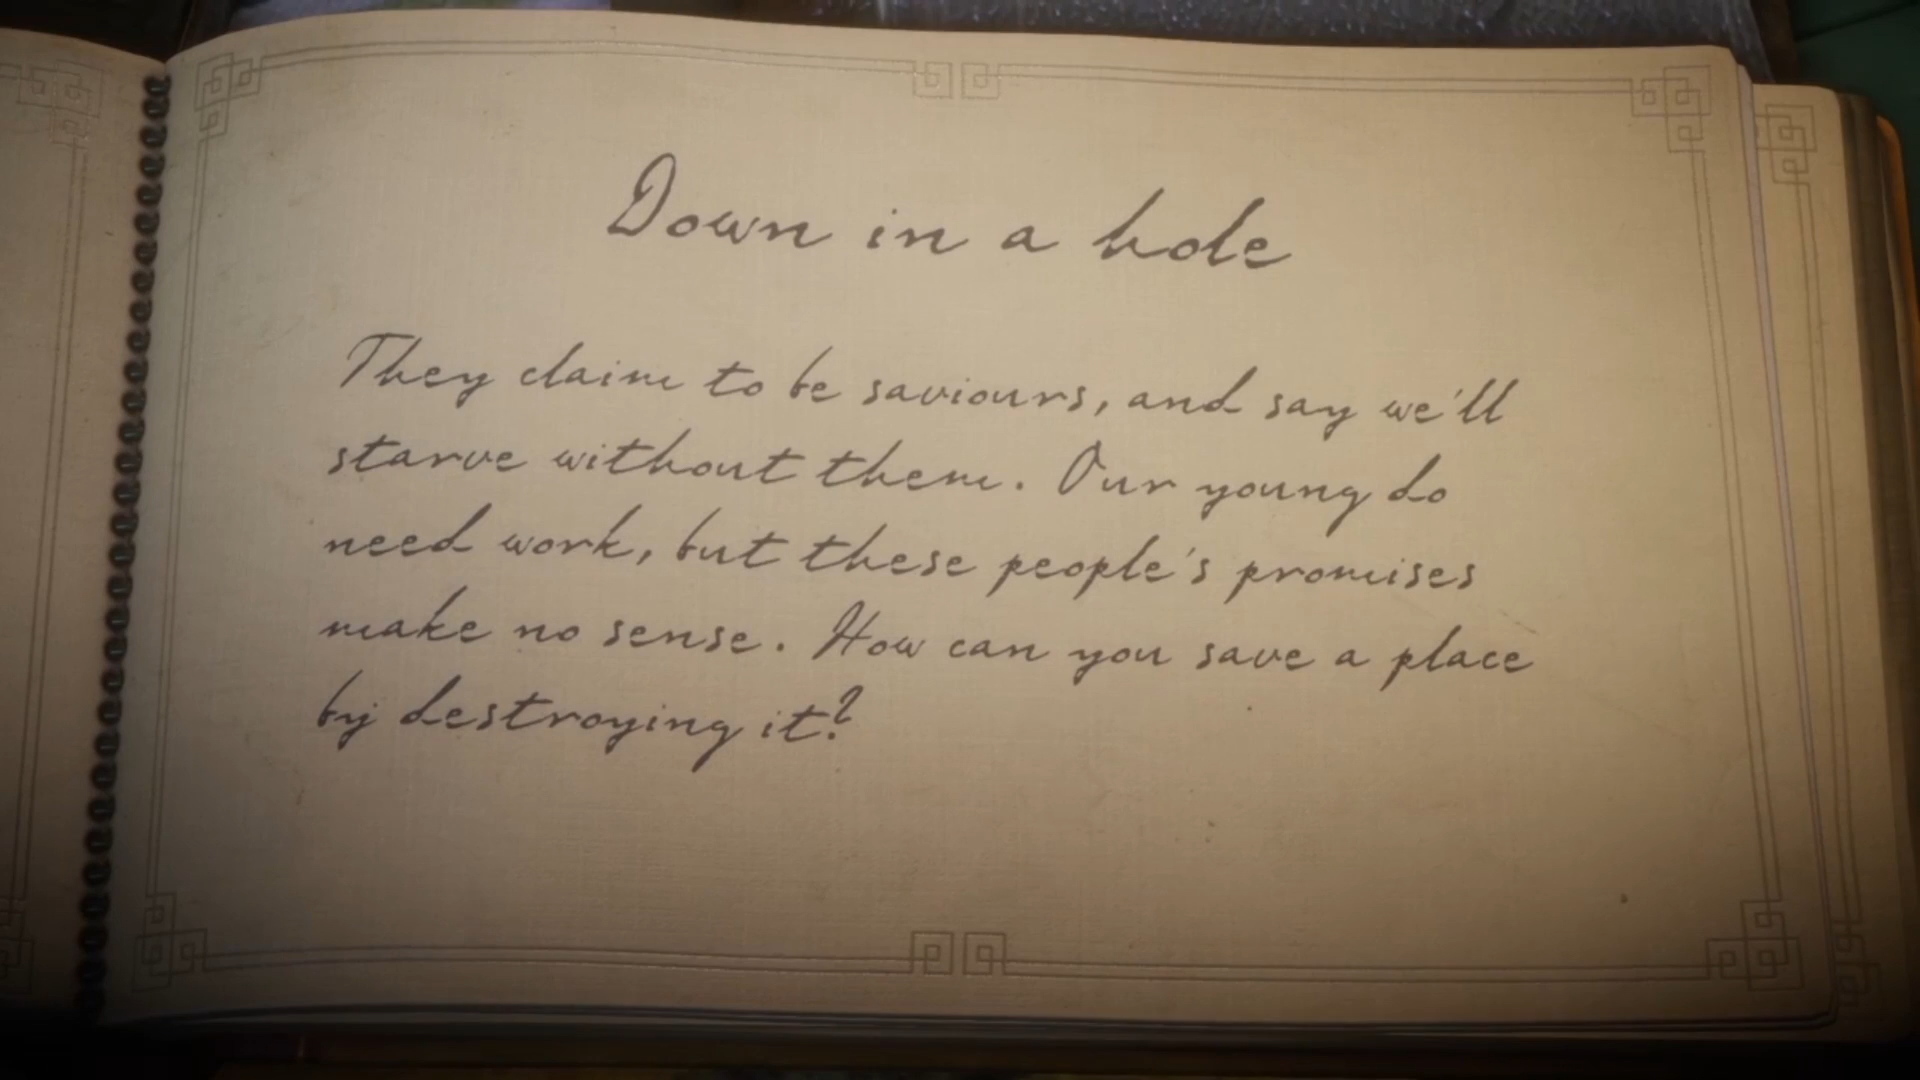 Down in a hole
They claim to be saviours, and say we'll
starve without them. Our young do
need work, but these people's promises
make no sense. How can you save a place
by destroying it?